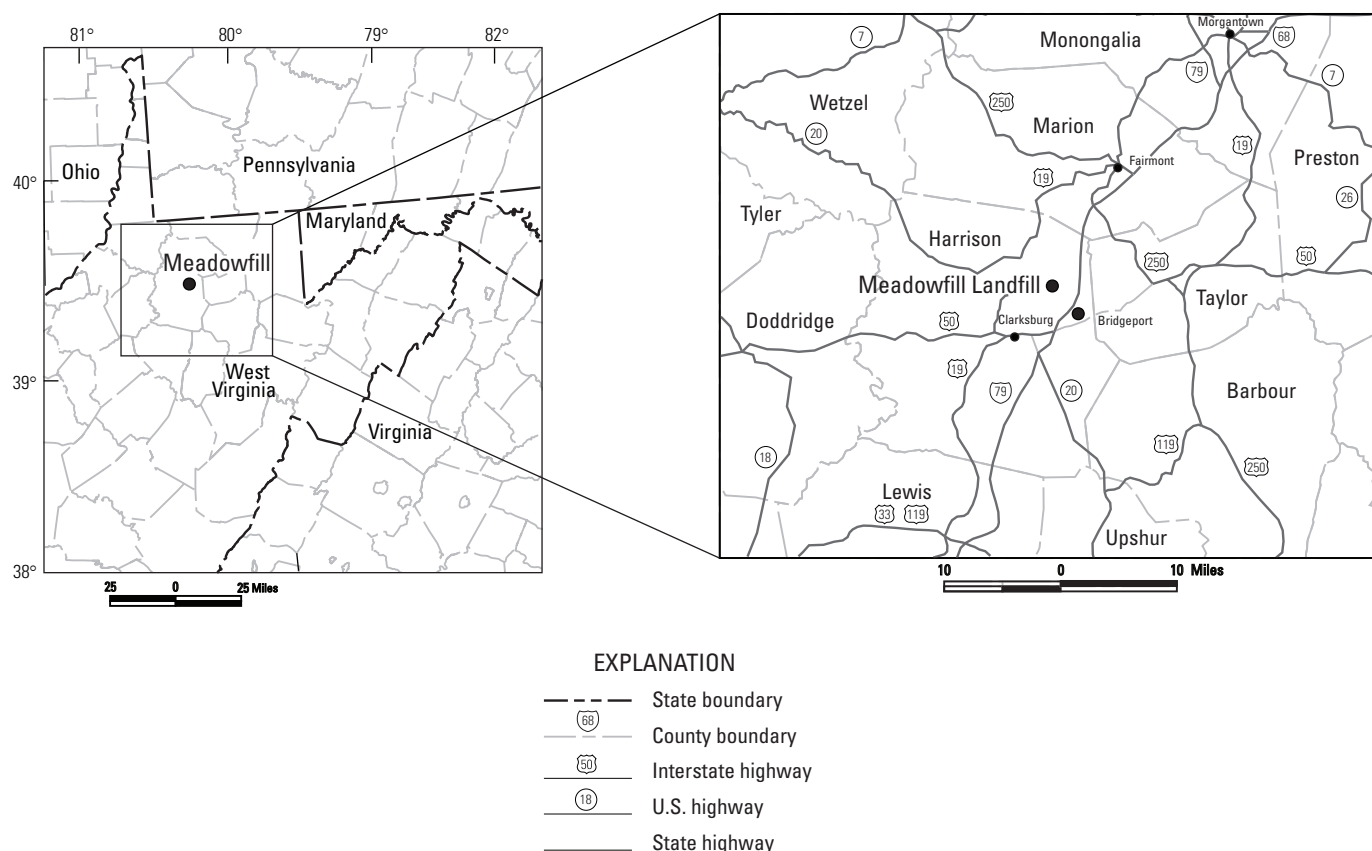 81°
80°
79°
82°
40°
39°
38°
Ohio
Pennsylvania
Maryland
Meadowfill
West
Virginia
Virginia
25 0 25 Miles
Morgantown
68
7
Monongalia
79
7
Wetzel
250
20
Marion
19
Preston
Fairmont
19
26
Tyler
Harrison
250
50
Meadowfill Landfill
Taylor
Doddridge
50
Clarksburg
Bridgeport
19
79
20
Barbour
119
18
250
Lewis
33 119
Upshur
10 0 10 Miles
EXPLANATION
State boundary
68
County boundary
50
Interstate highway
18
U.S. highway
State highway